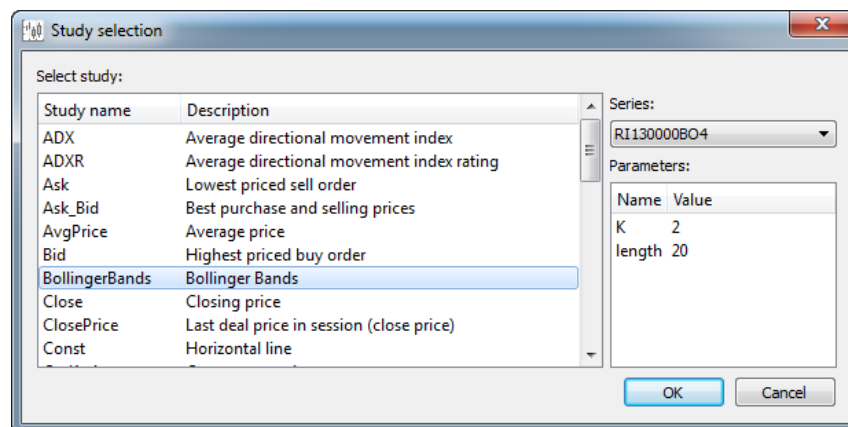 Study selection
Select study:
Study name Description
ADX Average directional movement index
ADXR Average directional movement index rating
Ask Lowest priced sell order
Ask_Bid Best purchase and selling prices
AvgPrice Average price
Bid Highest priced buy order
BollingerBands Bollinger Bands
Close Closing price
ClosePrice Last deal price in session (close price)
Const Horizontal line
Series:
RI130000BO4
Parameters:
Name Value
K 2
length 20
OK Cancel